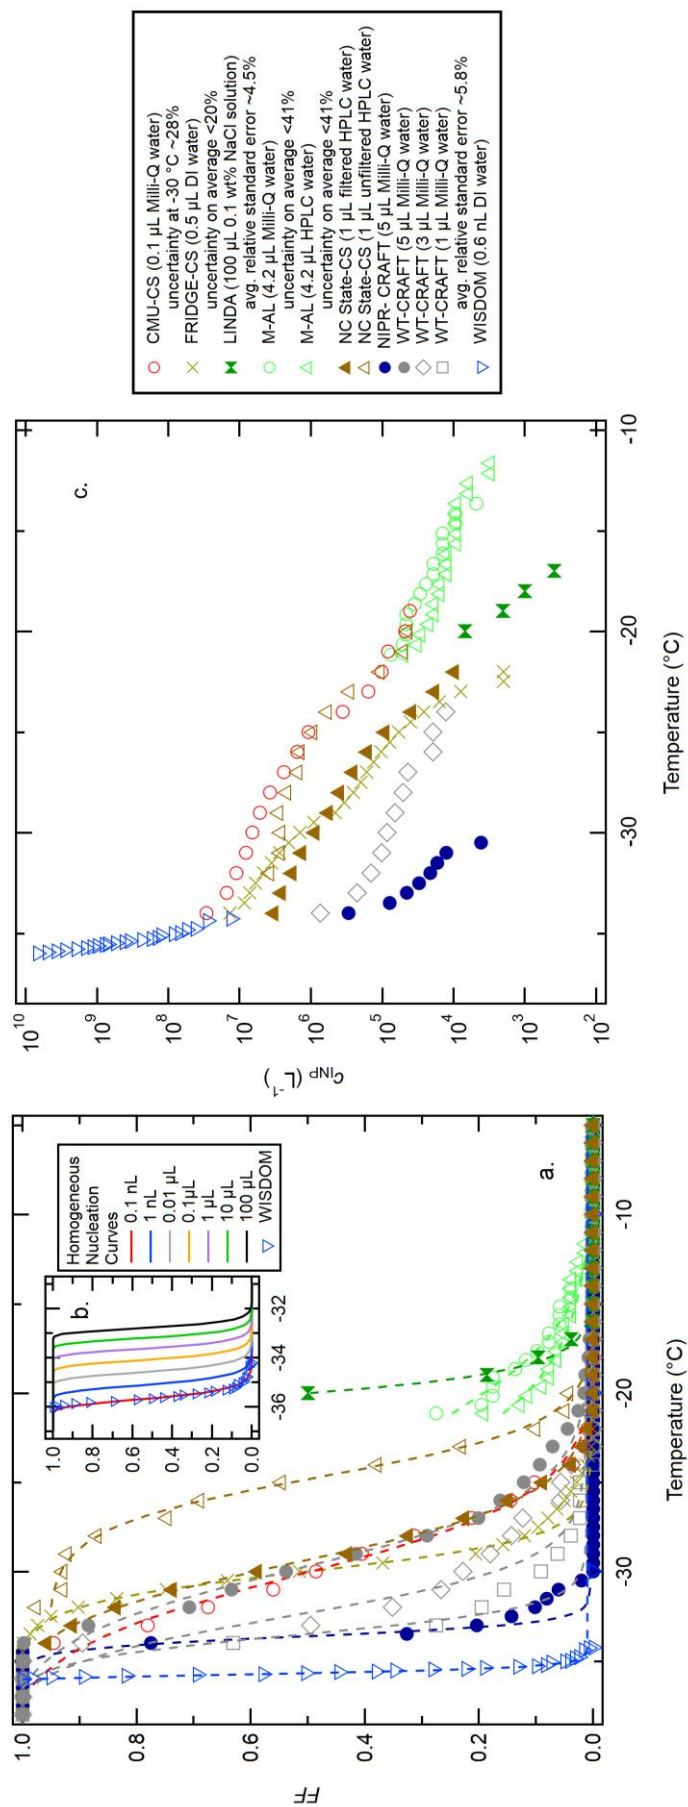 1.0
0.8
0.6
0.4
0.2
0.0
FF
-30
-20
-10
Temperature (°C)
a.
1.0
0.8
0.6
0.4
0.2
0.0
-36
-34
-32
b.
Homogeneous
Nucleation
Curves
0.1 nL
1 nL
0.01 µL
0.1µL
1 µL
10 µL
100 µL
WISDOM
10^10
10^9
10^8
10^7
10^6
10^5
10^4
10^3
10^2
c_INP (L^-1)
-30
-20
-10
Temperature (°C)
c.
CMU-CS (0.1 µL Milli-Q water)
uncertainty at -30 °C ~28%
FRIDGE-CS (0.5 µL DI water)
uncertainty on average <20%
LINDA (100 µL 0.1 wt% NaCl solution)
avg. relative standard error ~4.5%
M-AL (4.2 µL Milli-Q water)
uncertainty on average <41%
M-AL (4.2 µL HPLC water)
uncertainty on average <41%
NC State-CS (1 µL filtered HPLC water)
NC State-CS (1 µL unfiltered HPLC water)
NIPR- CRAFT (5 µL Milli-Q water)
WT-CRAFT (5 µL Milli-Q water)
WT-CRAFT (3 µL Milli-Q water)
WT-CRAFT (1 µL Milli-Q water)
avg. relative standard error ~5.8%
WISDOM (0.6 nL DI water)